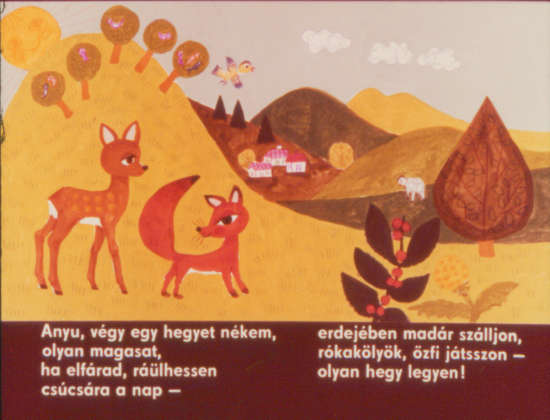 Anyu, végy egy hegyet nékem,
olyan magasat,
ha elfárad, ráülhessen
csúcsára a nap —
erdejében madár szálljon,
rókakölyök, őzfi játsszon —
olyan hegy legyen!